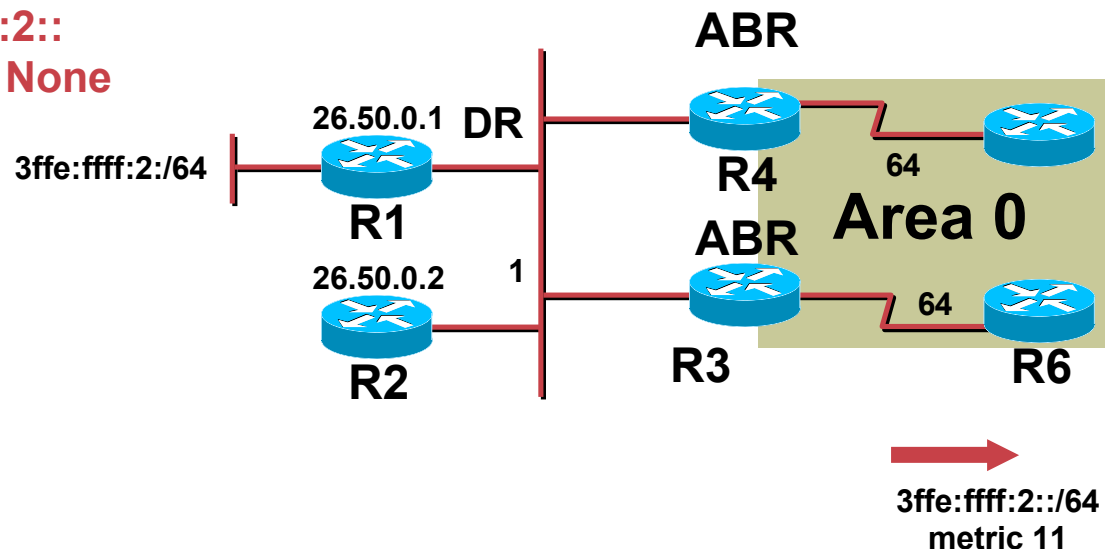 :2::
None
ABR
26.50.0.1
DR
3ffe:ffff:2:/64
R1
R4
64
Area 0
ABR
26.50.0.2
1
64
R2
R3
R6
3ffe:ffff:2::/64
metric 11